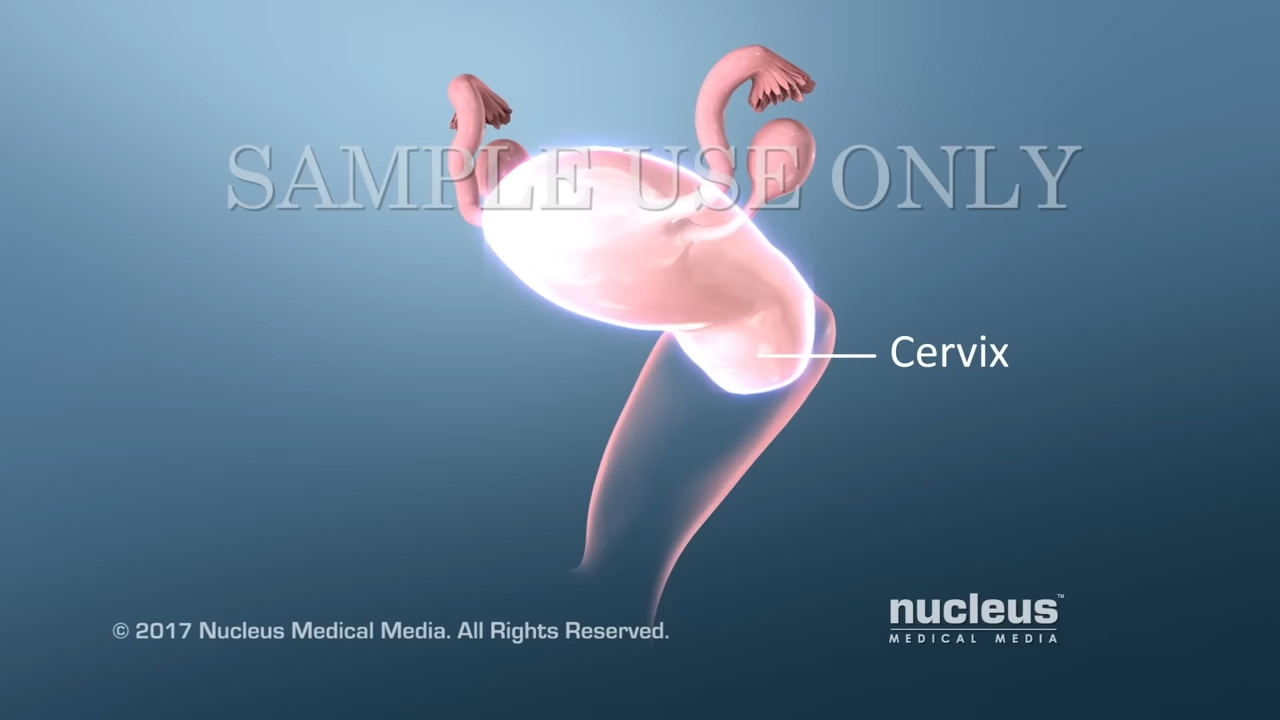 SAMPLE USE ONLY
Cervix
nucleus™
MEDICAL MEDIA
© 2017 Nucleus Medical Media. All Rights Reserved.